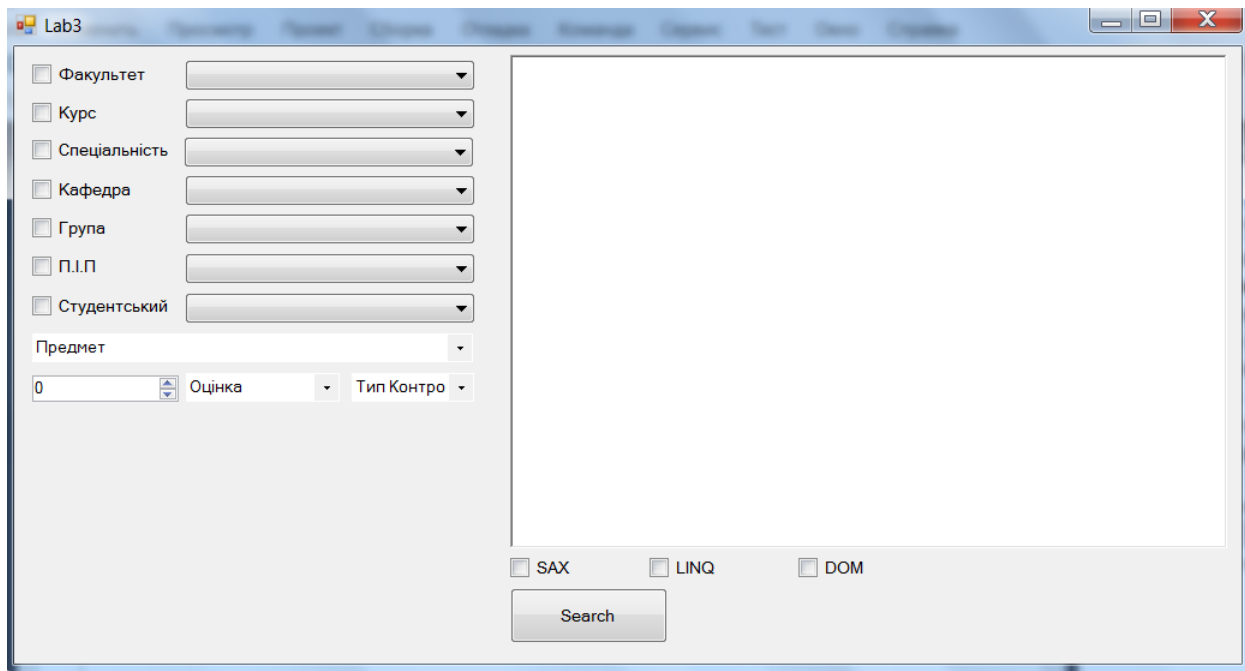 Lab3
Факультет
Курс
Спеціальність
Кафедра
Група
П.І.П
Студентський
Предмет
0 Оцінка Тип Контро
SAX LINQ DOM
Search